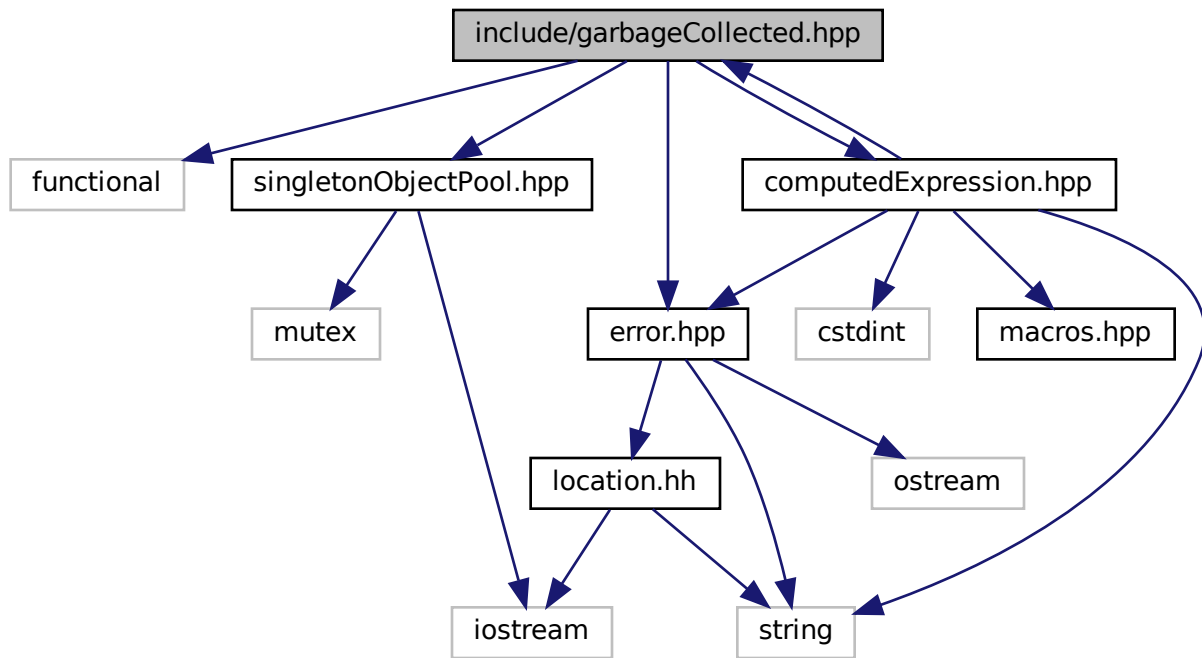 include/garbageCollected.hpp
functional
singletonObjectPool.hpp
computedExpression.hpp
mutex
error.hpp
cstdint
macros.hpp
location.hh
ostream
iostream
string